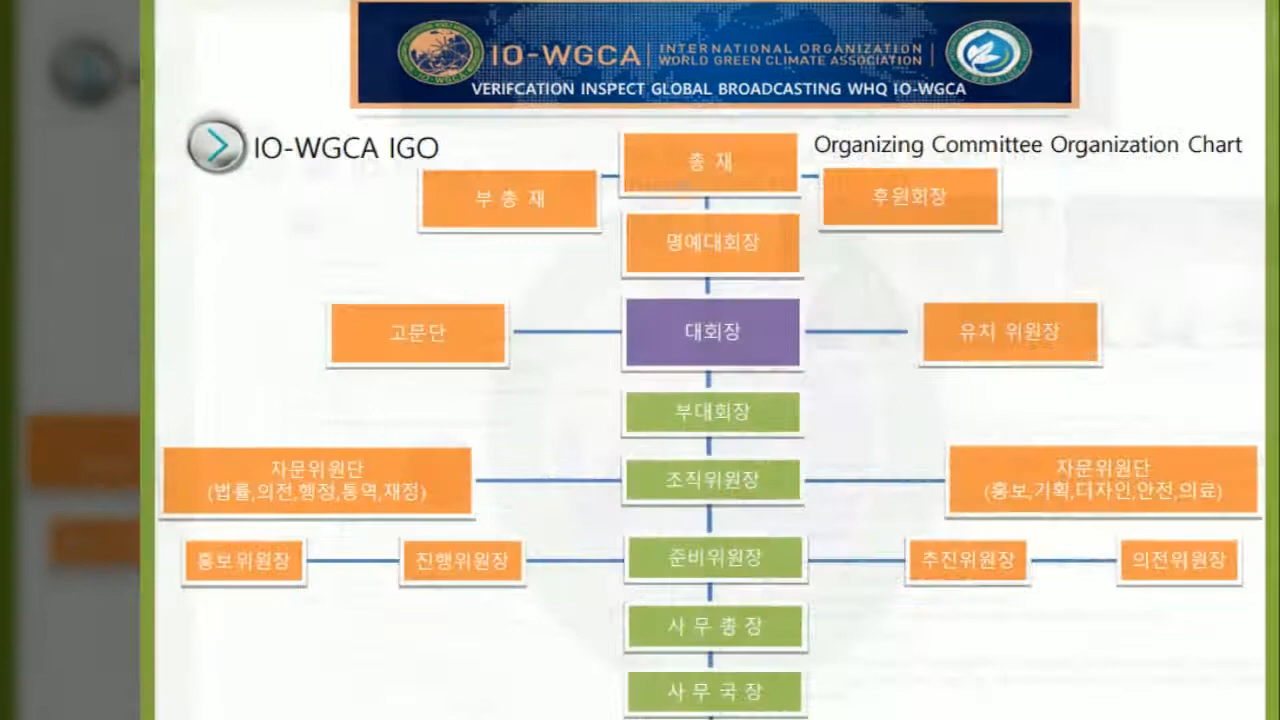 IO-WGCA
INTERNATIONAL ORGANIZATION
WORLD GREEN CLIMATE ASSOCIATION
VERIFCATION INSPECT GLOBAL BROADCASTING WHQ IO-WGCA
IO-WGCA IGO
Organizing Committee Organization Chart
총 재
부 총 재
후원회장
명예대회장
고문단
대회장
유치 위원장
부대회장
자문위원단
(법률,의전,행정,통역,재정)
조직위원장
자문위원단
(홍보,기획,디자인,안전,의료)
홍보위원장
진행위원장
준비위원장
추진위원장
의전위원장
사 무 총 장
사 무 국 장